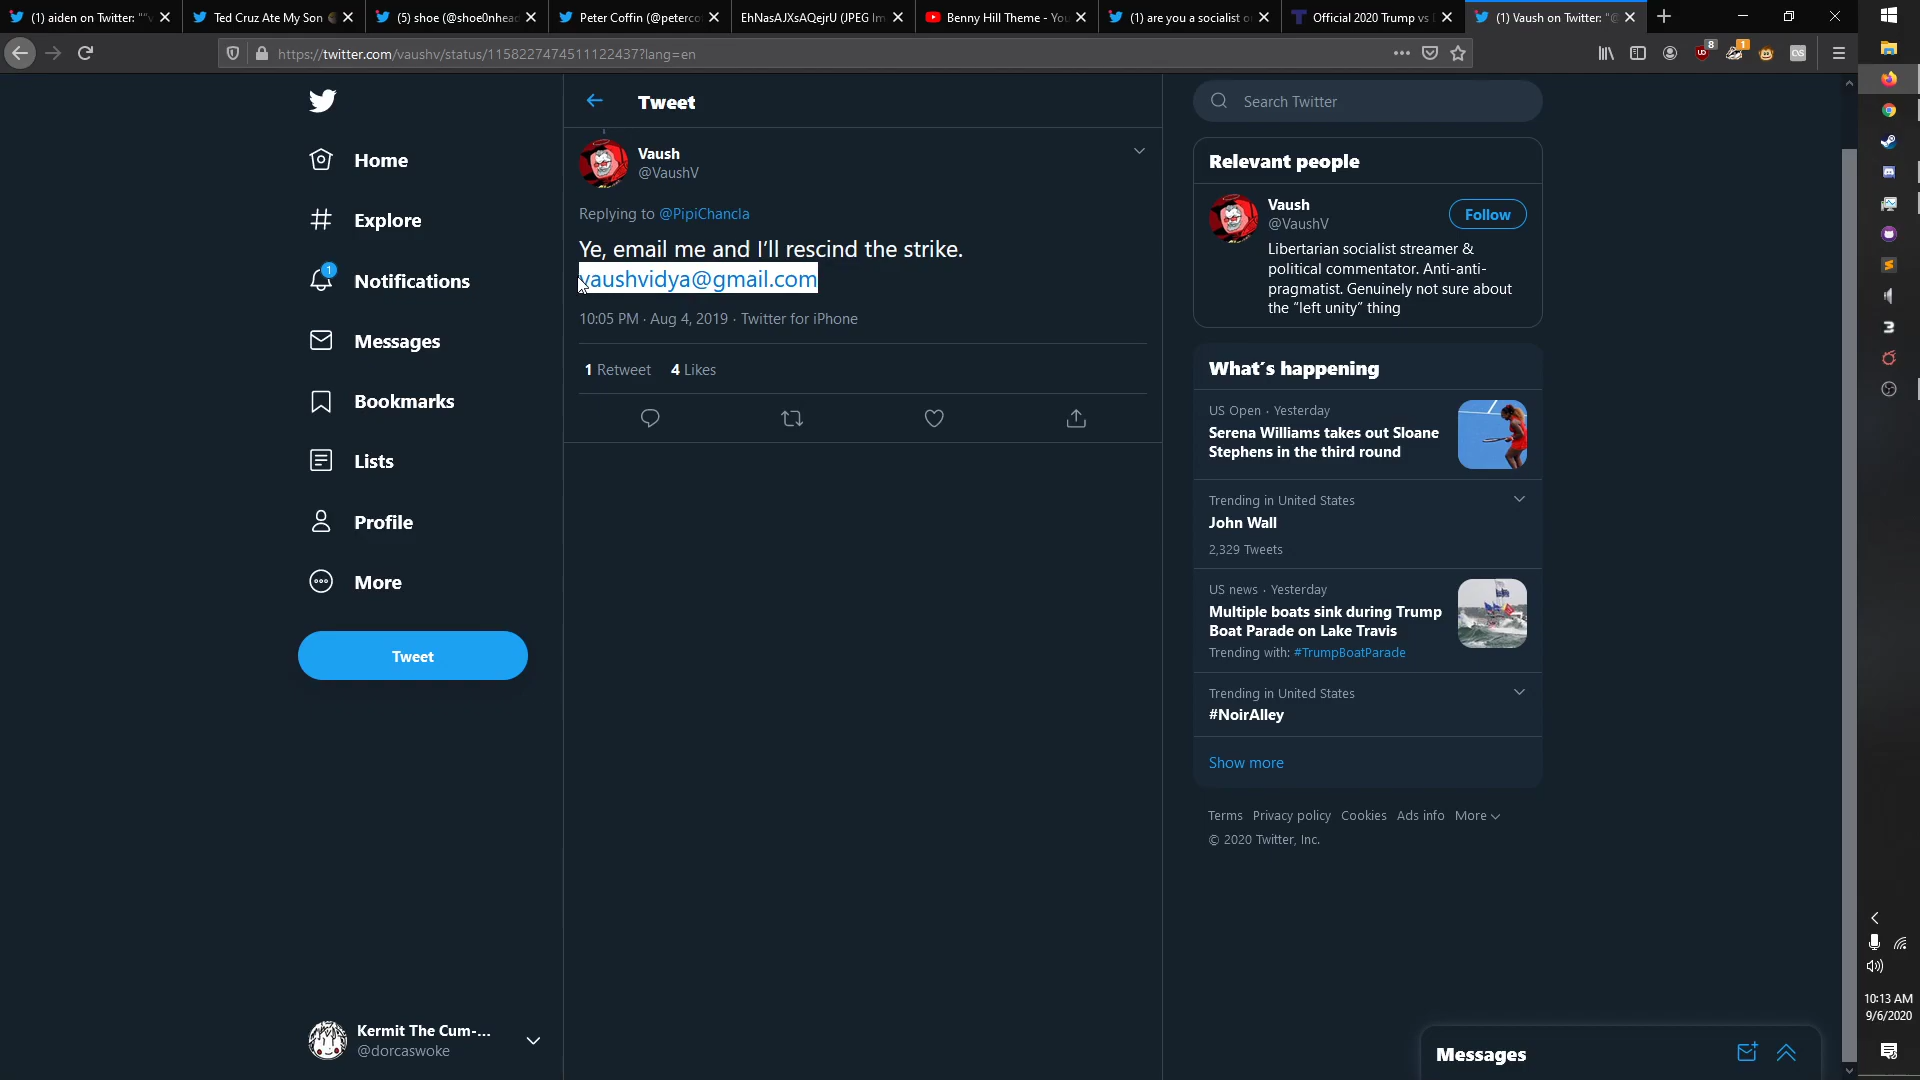 (1) aiden on Twitter: "“v
Ted Cruz Ate My Son
(5) shoe (@shoe0nhead
Peter Coffin (@peterco
EhNasAJXsAQejrU (JPEG Im
Benny Hill Theme - You
(1) are you a socialist o
Official 2020 Trump vs
(1) Vaush on Twitter: "@
https://twitter.com/vaushv/status/1158227474511122437?lang=en
8
1
Home
Explore
1
Notifications
Messages
Bookmarks
Lists
Profile
More
Tweet
Kermit The Cum-...
@dorcaswoke
Tweet
Vaush
@VaushV
Replying to @PipiChancla
Ye, email me and I’ll rescind the strike.
vaushvidya@gmail.com
10:05 PM · Aug 4, 2019 · Twitter for iPhone
1 Retweet 4 Likes
Search Twitter
Relevant people
Vaush
@VaushV
Follow
Libertarian socialist streamer &
political commentator. Anti-anti-
pragmatist. Genuinely not sure about
the “left unity” thing
What’s happening
US Open · Yesterday
Serena Williams takes out Sloane
Stephens in the third round
Trending in United States
John Wall
2,329 Tweets
US news · Yesterday
Multiple boats sink during Trump
Boat Parade on Lake Travis
Trending with: #TrumpBoatParade
Trending in United States
#NoirAlley
Show more
Terms Privacy policy Cookies Ads info More
© 2020 Twitter, Inc.
Messages
10:13 AM
9/6/2020